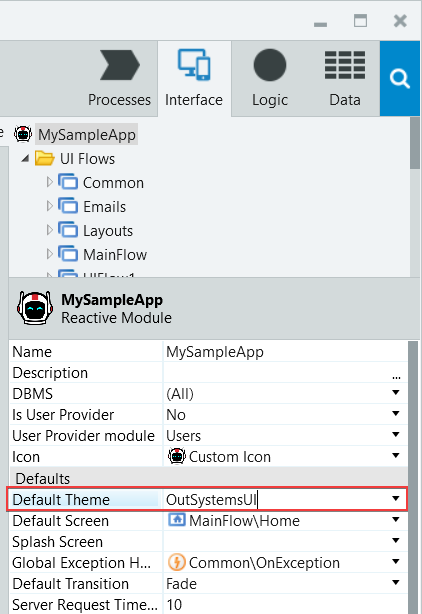 Processes Interface Logic Data
e MySampleApp
UI Flows
Common
Emails
Layouts
MainFlow
UIFlow1
MySampleApp
Reactive Module
Name MySampleApp
Description ...
DBMS (All)
Is User Provider No
User Provider module Users
Icon Custom Icon
Defaults
Default Theme OutSystemsUI
Default Screen MainFlow\Home
Splash Screen
Global Exception H... Common\OnException
Default Transition Fade
Server Request Time... 10